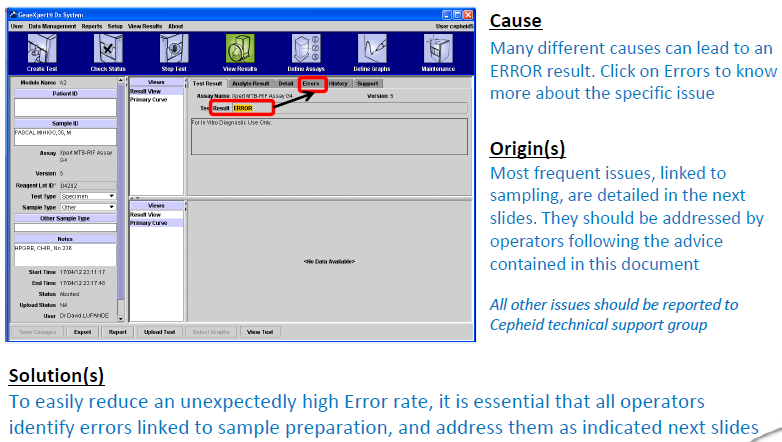 GeneXpert® Dx System
User Data Management Reports Setup View Results About
User cepheid5
Create Test
Check Status
Stop Test
View Results
Define Assays
Define Graphs
Maintenance
Module Name A2
Patient ID
Sample ID
PASCAL MIHIGO,35, M
Assay Xpert MTB-RIF Assay
G4
Version 5
Reagent Lot ID* 04202
Test Type Specimen
Sample Type Other
Other Sample Type
Notes
HPGRB, CHIR, No 336
Start Time 17/04/12 23:11:17
End Time 17/04/12 23:17:48
Status Aborted
Upload Status NA
User Dr David LUPANDE
Views
Result View
Primary Curve
Test Result Analyte Result Detail Errors History Support
Assay Name Xpert MTB-RIF Assay G4 Version 5
Test Result ERROR
For In Vitro Diagnostic Use Only.
Views
Result View
Primary Curve
<No Data Available>
Save Changes Export Report Upload Test Select Graphs View Test
Cause
Many different causes can lead to an
ERROR result. Click on Errors to know
more about the specific issue
Origin(s)
Most frequent issues, linked to
sampling, are detailed in the next
slides. They should be addressed by
operators following the advice
contained in this document
All other issues should be reported to
Cepheid technical support group
Solution(s)
To easily reduce an unexpectedly high Error rate, it is essential that all operators
identify errors linked to sample preparation, and address them as indicated next slides